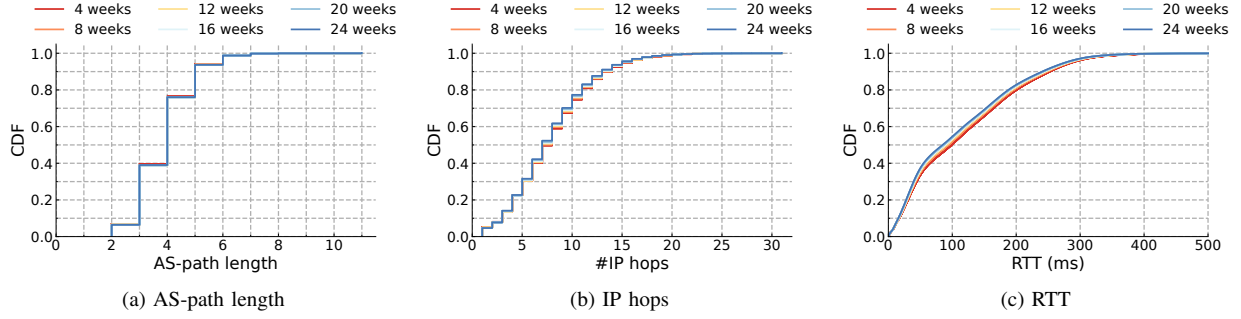 4 weeks 12 weeks 20 weeks
8 weeks 16 weeks 24 weeks
1.0
0.8
0.6
0.4
0.2
0.0
CDF
0 2 4 6 8 10
AS-path length
(a) AS-path length
4 weeks 12 weeks 20 weeks
8 weeks 16 weeks 24 weeks
1.0
0.8
0.6
0.4
0.2
0.0
CDF
0 5 10 15 20 25 30
#IP hops
(b) IP hops
4 weeks 12 weeks 20 weeks
8 weeks 16 weeks 24 weeks
1.0
0.8
0.6
0.4
0.2
0.0
CDF
0 100 200 300 400 500
RTT (ms)
(c) RTT